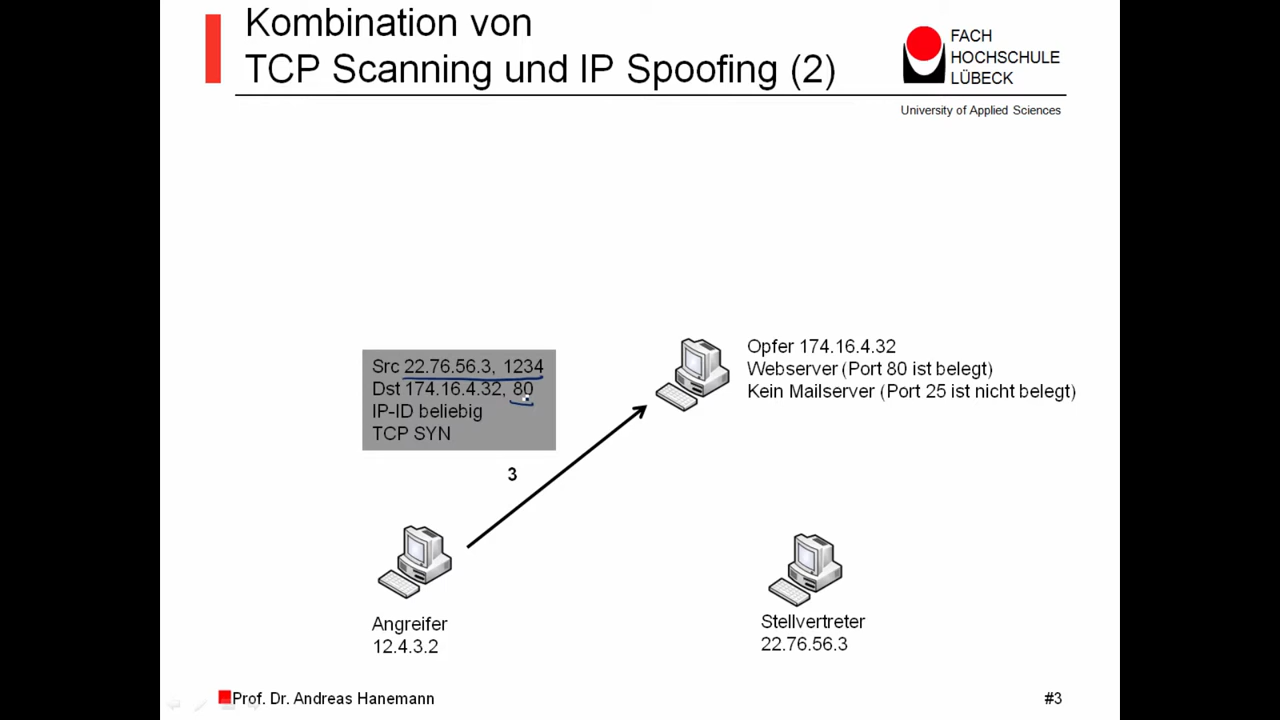 Kombination von
TCP Scanning und IP Spoofing (2)
FACH
HOCHSCHULE
LÜBECK
University of Applied Sciences
Src 22.76.56.3, 1234
Dst 174.16.4.32, 80
IP-ID beliebig
TCP SYN
Opfer 174.16.4.32
Webserver (Port 80 ist belegt)
Kein Mailserver (Port 25 ist nicht belegt)
3
Angreifer
12.4.3.2
Stellvertreter
22.76.56.3
Prof. Dr. Andreas Hanemann
#3